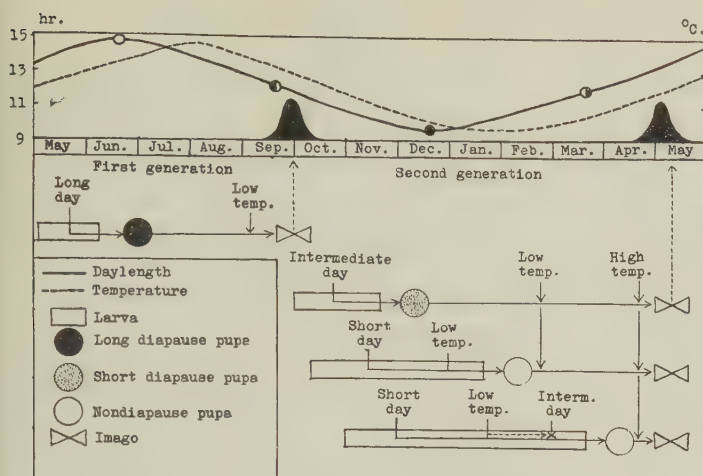 hr.
°C.
15
13
11
9
May Jun. Jul. Aug. Sep. Oct. Nov. Dec. Jan. Feb. Mar. Apr. May
First generation
Second generation
Long
day
Low
temp.
Intermediate
day
Low
temp.
High
temp.
Daylength
Temperature
Larva
Long diapause pupe
Short diapause pupa
Nondiapause pupa
Imago
Short
day
Low
temp.
Short
day
Low
temp.
Interm.
day